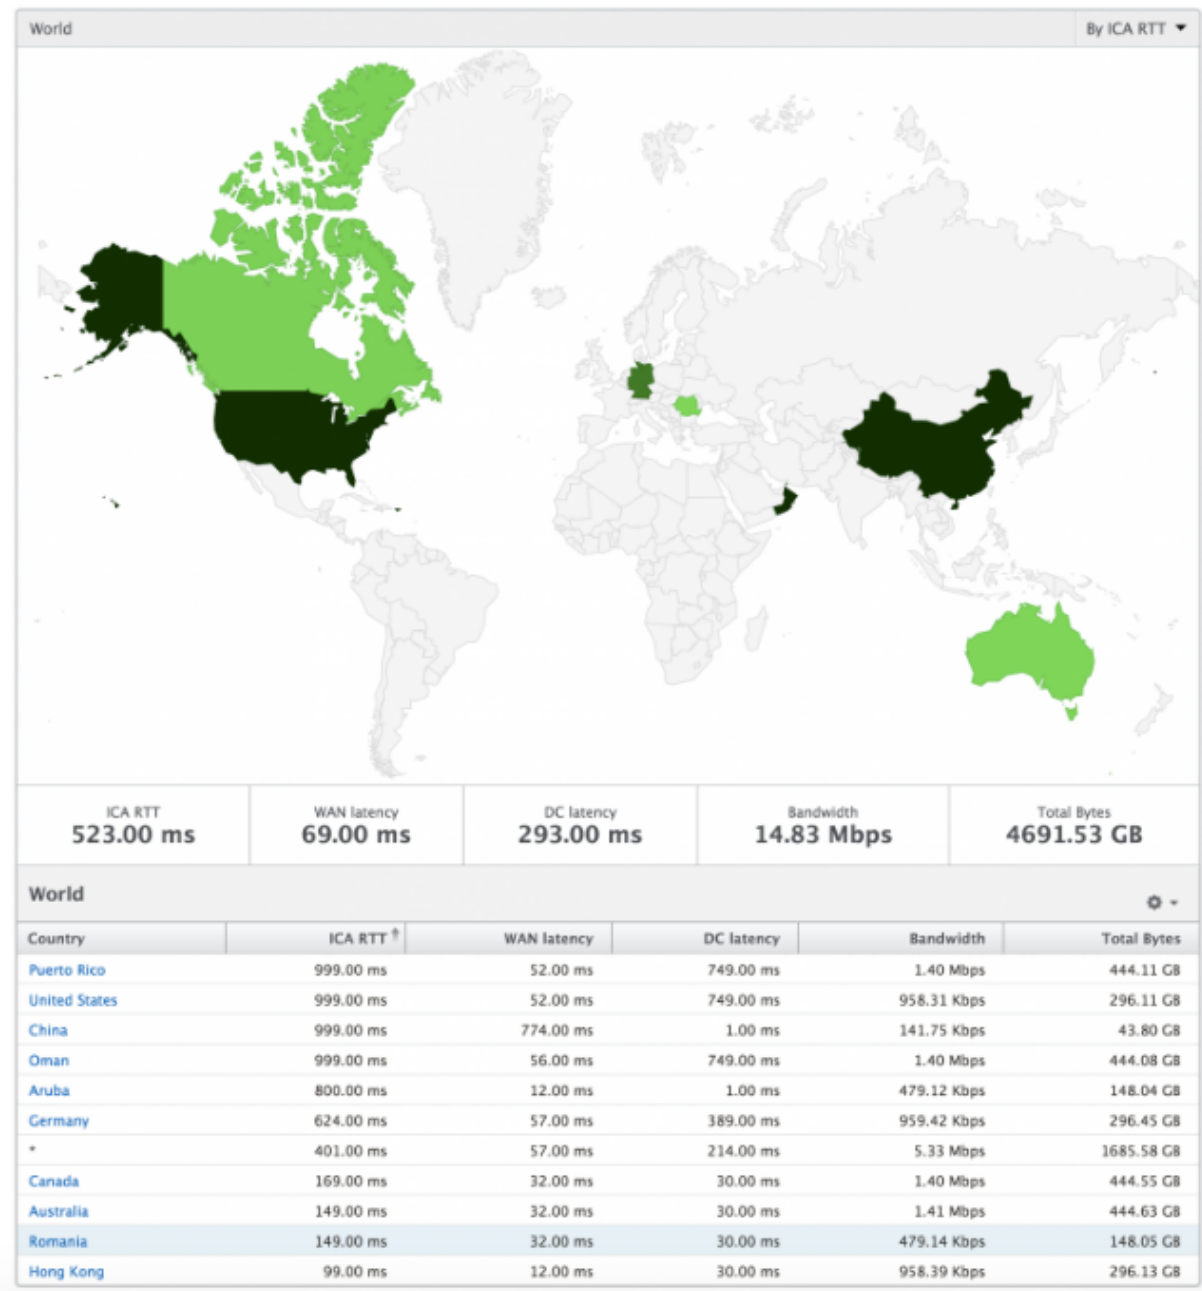 World By ICA RTT
ICA RTT WAN latency DC latency Bandwidth Total Bytes
523.00 ms 69.00 ms 293.00 ms 14.83 Mbps 4691.53 GB
World
Country ICA RTT WAN latency DC latency Bandwidth Total Bytes
Puerto Rico 999.00 ms 52.00 ms 749.00 ms 1.40 Mbps 444.11 GB
United States 999.00 ms 52.00 ms 749.00 ms 958.31 Kbps 296.11 GB
China 999.00 ms 774.00 ms 1.00 ms 141.75 Kbps 43.80 GB
Oman 999.00 ms 56.00 ms 749.00 ms 1.40 Mbps 444.08 GB
Aruba 800.00 ms 12.00 ms 1.00 ms 479.12 Kbps 148.04 GB
Germany 624.00 ms 57.00 ms 389.00 ms 959.42 Kbps 296.45 GB
* 401.00 ms 57.00 ms 214.00 ms 5.33 Mbps 1685.58 GB
Canada 169.00 ms 32.00 ms 30.00 ms 1.40 Mbps 444.55 GB
Australia 149.00 ms 32.00 ms 30.00 ms 1.41 Mbps 444.63 GB
Romania 149.00 ms 32.00 ms 30.00 ms 479.14 Kbps 148.05 GB
Hong Kong 99.00 ms 12.00 ms 30.00 ms 958.39 Kbps 296.13 GB